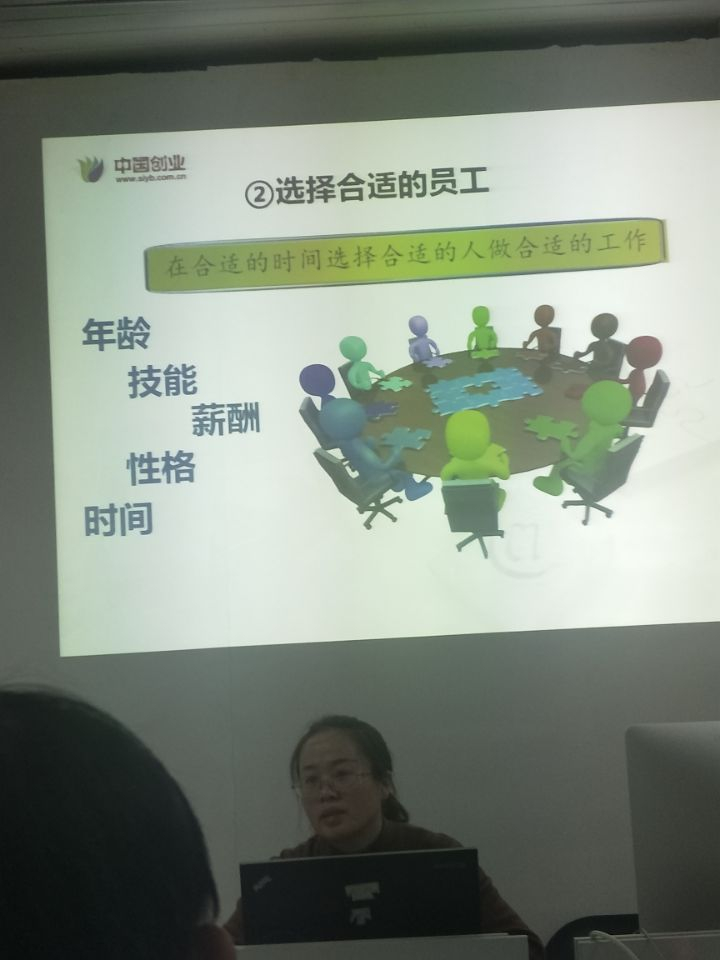 中国创业
www.siyb.com.cn
②选择合适的员工
在合适的时间选择合适的人做合适的工作
年龄
技能
薪酬
性格
时间